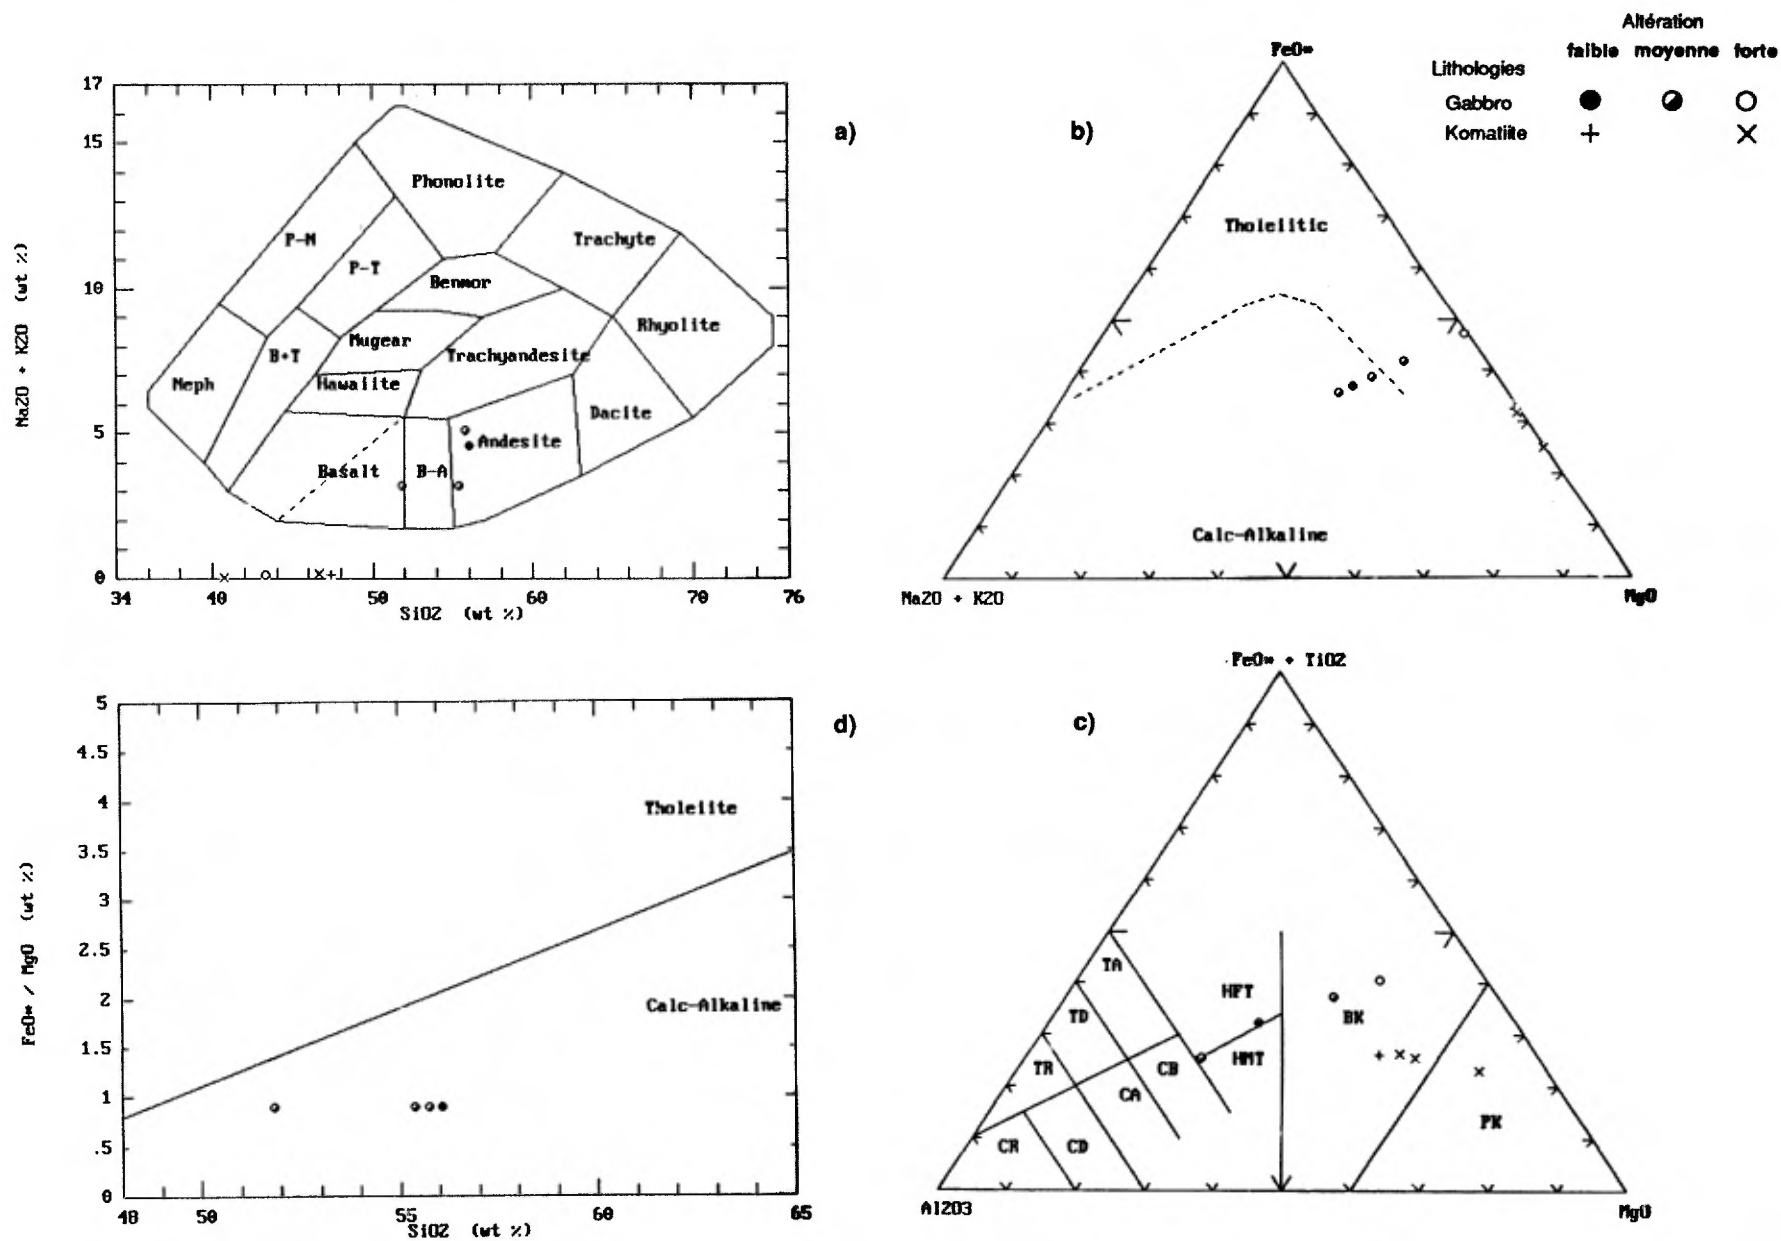 Altération
faible moyenne forte
Lithologies
Gabbro
Komatiite
a)
17
15
10
5
0
Na2O + K2O (wt %)
Phonolite
P-N
P-T
Trachyte
Benmor
Rhyolite
Mugear
B+T
Trachyandesite
Neph
Hawaiite
Dacite
Andesite
Basalt
B-A
34 40 50 60 70 76
SiO2 (wt %)
b)
FeO*
Tholeiitic
Calc-Alkaline
Na2O + K2O
MgO
d)
5
4.5
4
3.5
3
2.5
2
1.5
1
.5
0
FeO* / MgO (wt %)
Tholeiite
Calc-Alkaline
48 50 55 60 65
SiO2 (wt %)
c)
FeO* + TiO2
TA
HFT
TD
BK
TR
CB
HMT
CA
PK
CR
CD
Al2O3
MgO